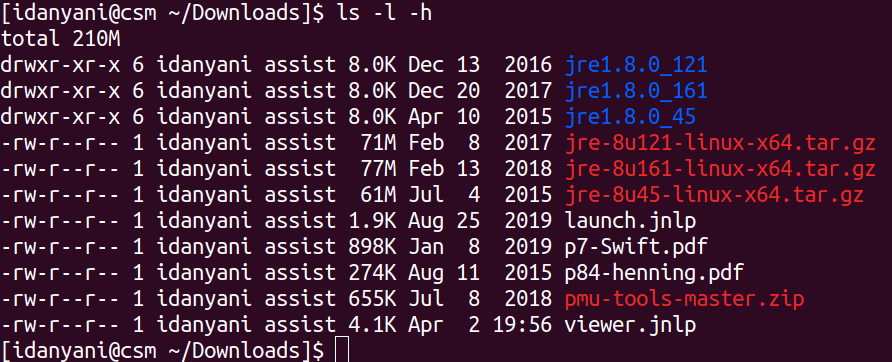 [idanyani@csm ~/Downloads]$ ls -l -h
total 210M
drwxr-xr-x 6 idanyani assist 8.0K Dec 13  2016 jre1.8.0_121
drwxr-xr-x 6 idanyani assist 8.0K Dec 20  2017 jre1.8.0_161
drwxr-xr-x 6 idanyani assist 8.0K Apr 10  2015 jre1.8.0_45
-rw-r--r-- 1 idanyani assist  71M Feb  8  2017 jre-8u121-linux-x64.tar.gz
-rw-r--r-- 1 idanyani assist  77M Feb 13  2018 jre-8u161-linux-x64.tar.gz
-rw-r--r-- 1 idanyani assist  61M Jul  4  2015 jre-8u45-linux-x64.tar.gz
-rw-r--r-- 1 idanyani assist 1.9K Aug 25  2019 launch.jnlp
-rw-r--r-- 1 idanyani assist 898K Jan  8  2019 p7-Swift.pdf
-rw-r--r-- 1 idanyani assist 274K Aug 11  2015 p84-henning.pdf
-rw-r--r-- 1 idanyani assist 655K Jul  8  2018 pmu-tools-master.zip
-rw-r--r-- 1 idanyani assist 4.1K Apr  2 19:56 viewer.jnlp
[idanyani@csm ~/Downloads]$